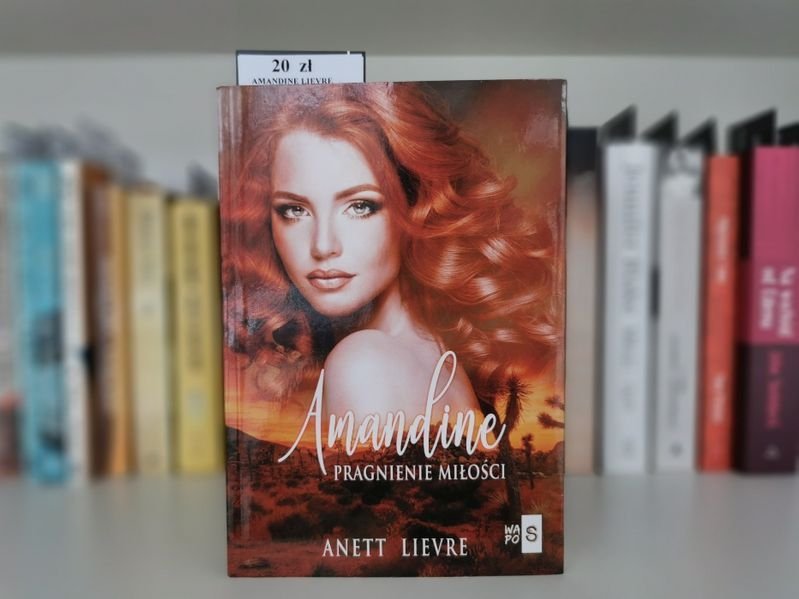 20 zł
AMANDINE LIEVRE
Amandine
PRAGNIENIE MIŁOŚCI
WA
PO
S
ANETT LIEVRE